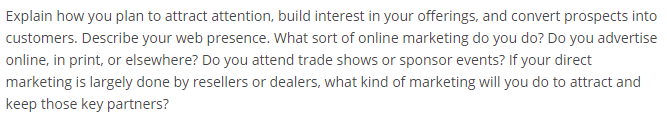 Explain how you plan to attract attention, build interest in your offerings, and convert prospects into
customers. Describe your web presence. What sort of online marketing do you do? Do you advertise
online, in print, or elsewhere? Do you attend trade shows or sponsor events? If your direct
marketing is largely done by resellers or dealers, what kind of marketing will you do to attract and
keep those key partners?